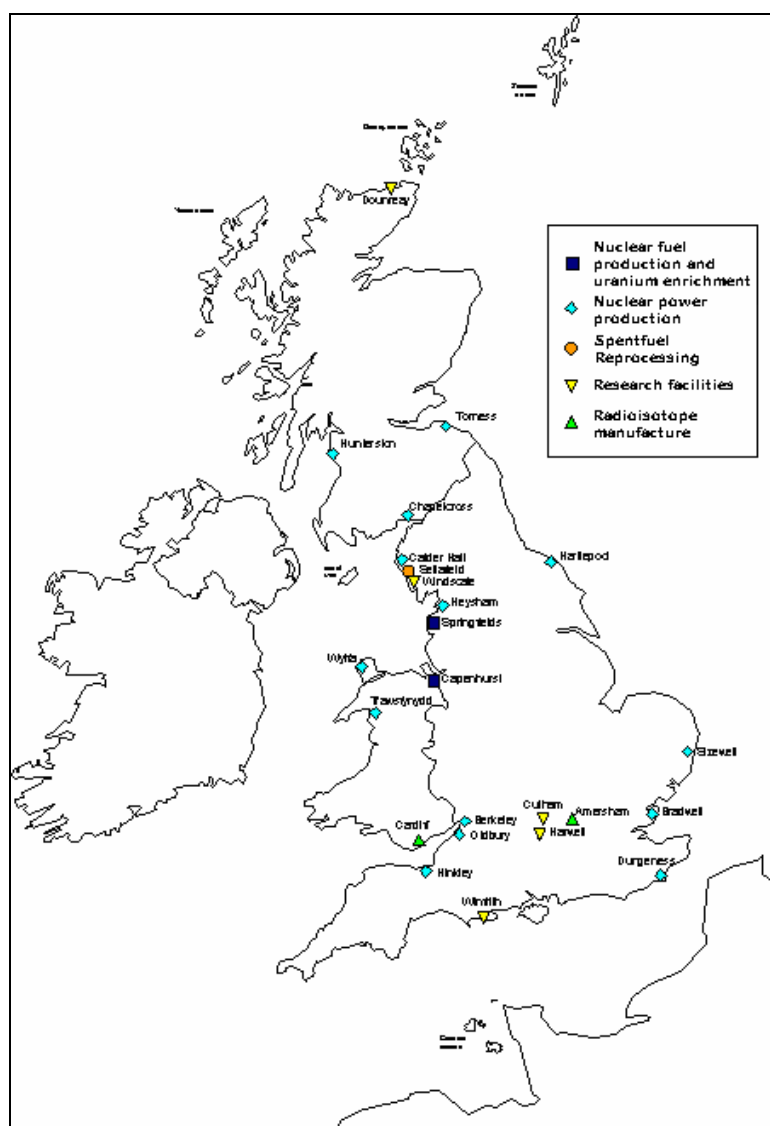 Dounreay
Nuclear fuel
production and
uranium enrichment
Nuclear power
production
Spentfuel
Reprocessing
Research facilities
Radioisotope
manufacture
Torness
Hunterston
Chapelcross
Calder Hall
Sellafield
Windscale
Hartlepool
Heysham
Springfields
Wylfa
Capenhurst
Trawsfynydd
Sizewell
Culham
Amersham
Bradwell
Berkeley
Cardiff
Oldbury
Harwell
Durgeness
Hinkley
Winfrith